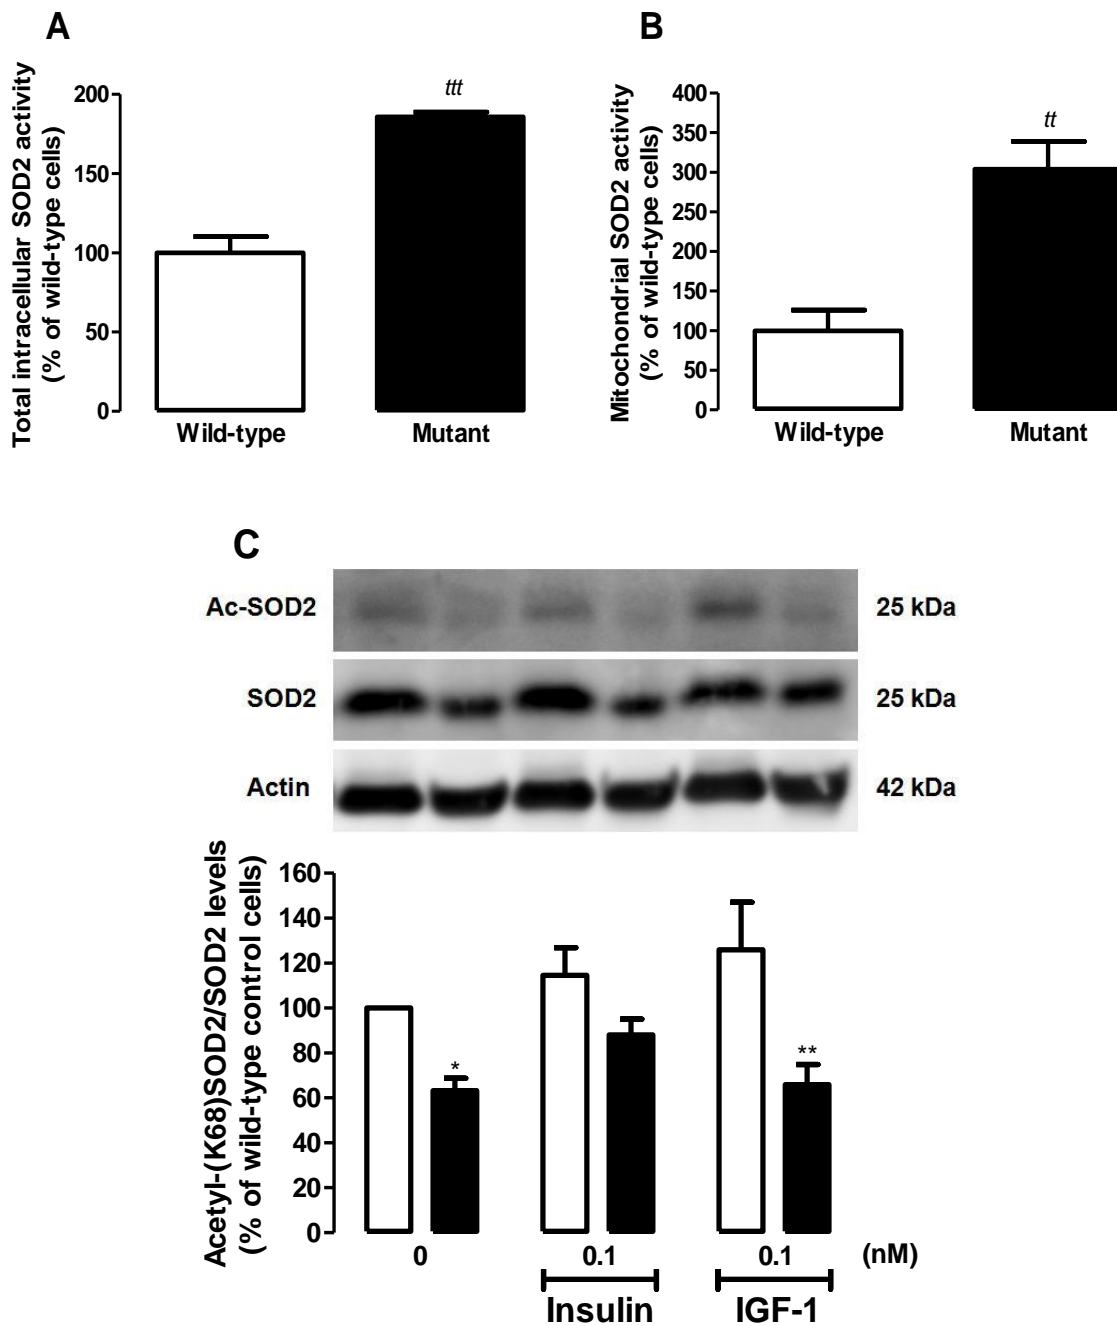 A
Total intracellular SOD2 activity
(% of wild-type cells)
200
150
100
50
0
ttt
Wild-type
Mutant
B
Mitochondrial SOD2 activity
(% of wild-type cells)
400
350
300
250
200
150
100
50
0
tt
Wild-type
Mutant
C
Ac-SOD2
25 kDa
SOD2
25 kDa
Actin
42 kDa
Acetyl-(K68)SOD2/SOD2 levels
(% of wild-type control cells)
160
140
120
100
80
60
40
20
0
*
**
0
0.1
0.1
(nM)
Insulin
IGF-1